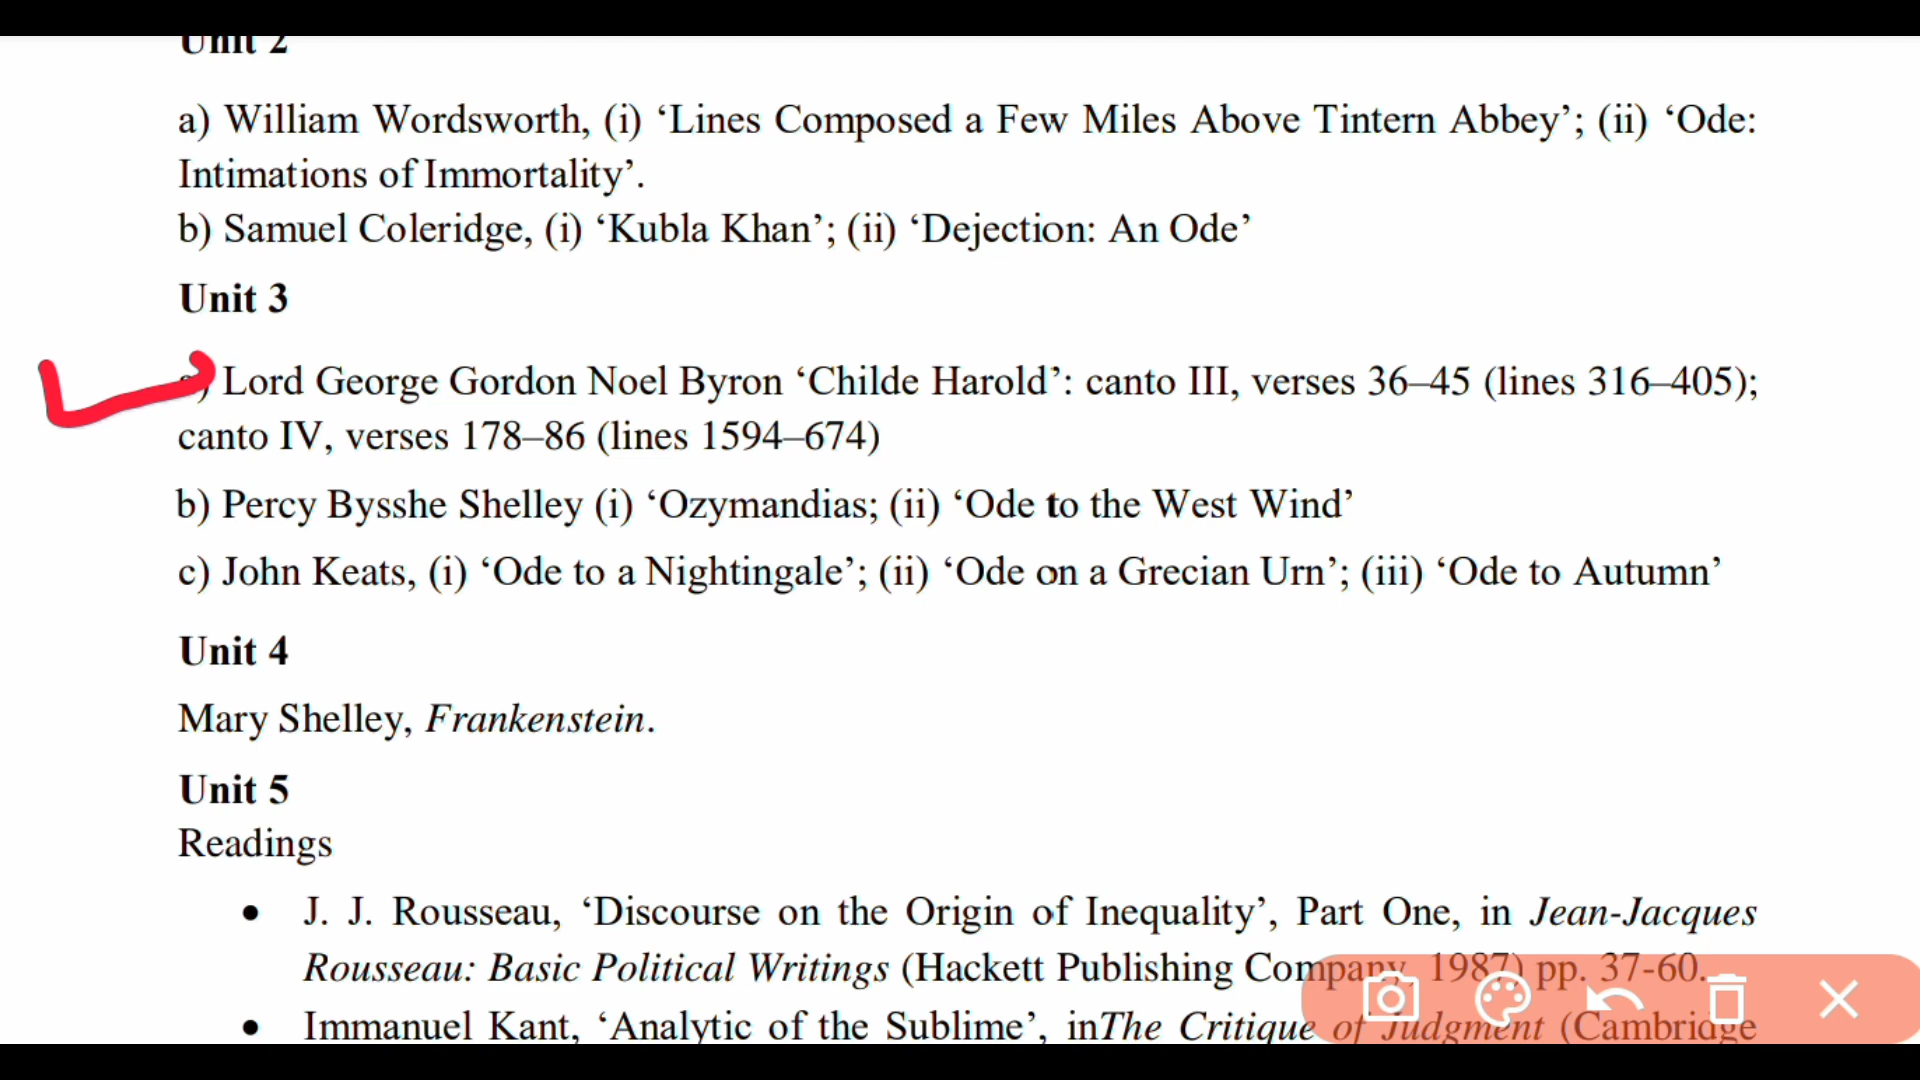 Unit 2
a) William Wordsworth, (i) ‘Lines Composed a Few Miles Above Tintern Abbey’; (ii) ‘Ode:
Intimations of Immortality’.
b) Samuel Coleridge, (i) ‘Kubla Khan’; (ii) ‘Dejection: An Ode’
Unit 3
a) Lord George Gordon Noel Byron ‘Childe Harold’: canto III, verses 36–45 (lines 316–405);
canto IV, verses 178–86 (lines 1594–674)
b) Percy Bysshe Shelley (i) ‘Ozymandias; (ii) ‘Ode to the West Wind’
c) John Keats, (i) ‘Ode to a Nightingale’; (ii) ‘Ode on a Grecian Urn’; (iii) ‘Ode to Autumn’
Unit 4
Mary Shelley, Frankenstein.
Unit 5
Readings
• J. J. Rousseau, ‘Discourse on the Origin of Inequality’, Part One, in Jean-Jacques
Rousseau: Basic Political Writings (Hackett Publishing Company, 1987) pp. 37-60.
• Immanuel Kant, ‘Analytic of the Sublime’, inThe Critique of Judgment (Cambridge